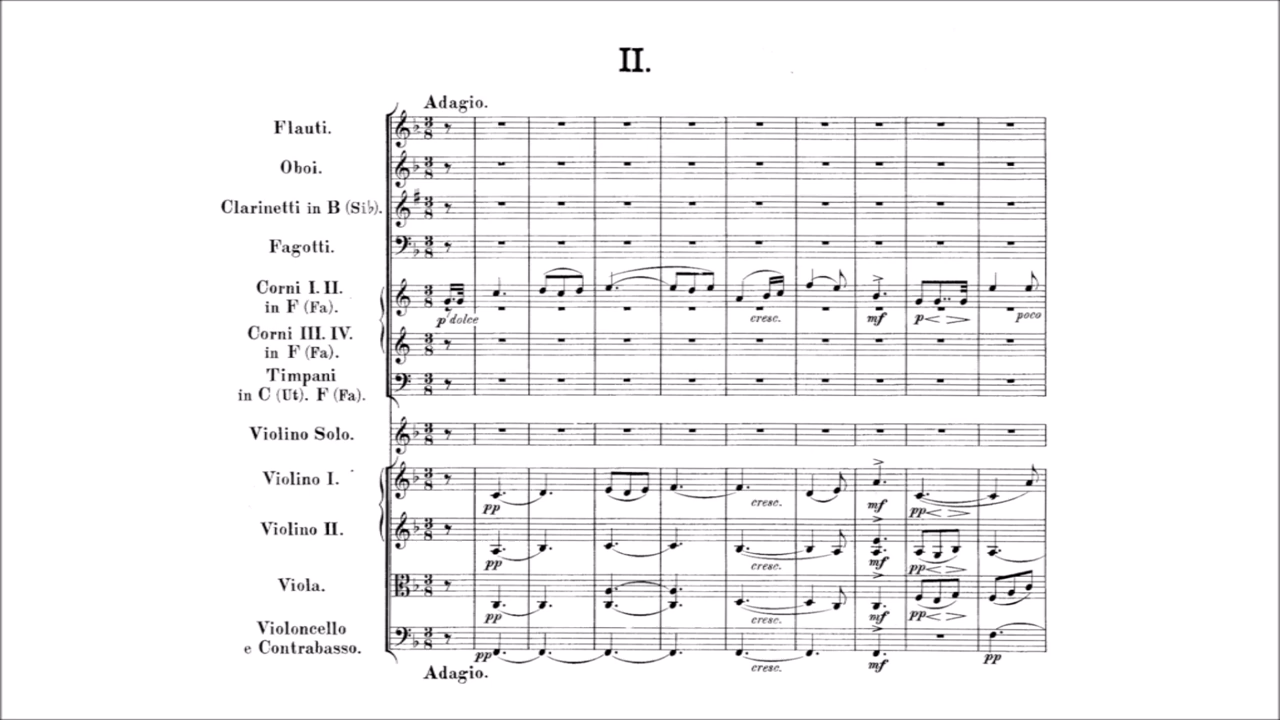 II.
Adagio.
Flauti.
Oboi.
Clarinetti in B (Si♭).
Fagotti.
Corni I. II.
in F (Fa).
p dolce
cresc.
mf
p
poco
Corni III. IV.
in F (Fa).
Timpani
in C (Ut). F (Fa).
Violino Solo.
Violino I.
pp
cresc.
mf
pp
Violino II.
pp
cresc.
mf
pp
Viola.
pp
cresc.
mf
pp
Violoncello
e Contrabasso.
pp
cresc.
mf
pp
Adagio.